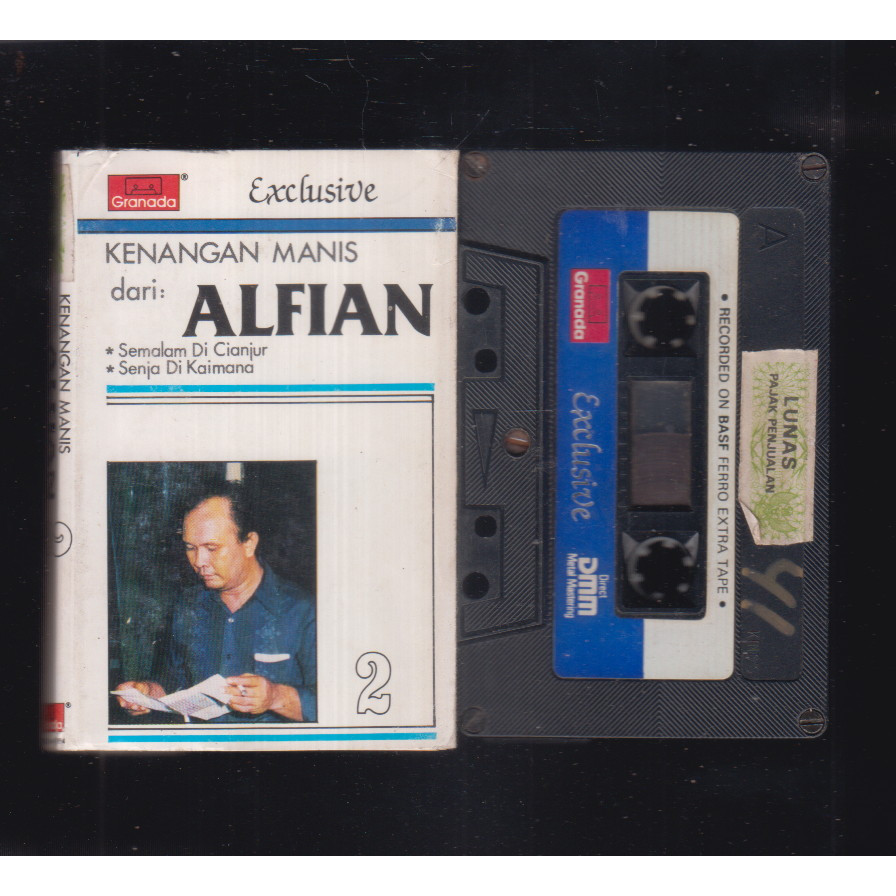 Granada
®
Exclusive
KENANGAN MANIS
dari: ALFIAN
* Semalam Di Cianjur
* Senja Di Kaimana
2
KENANGAN MANIS
2
®
A
Granada
Exclusive
Direct
DMM
Metal Mastering
• RECORDED ON BASF FERRO EXTRA TAPE •
LUNAS
PAJAK PENJUALAN